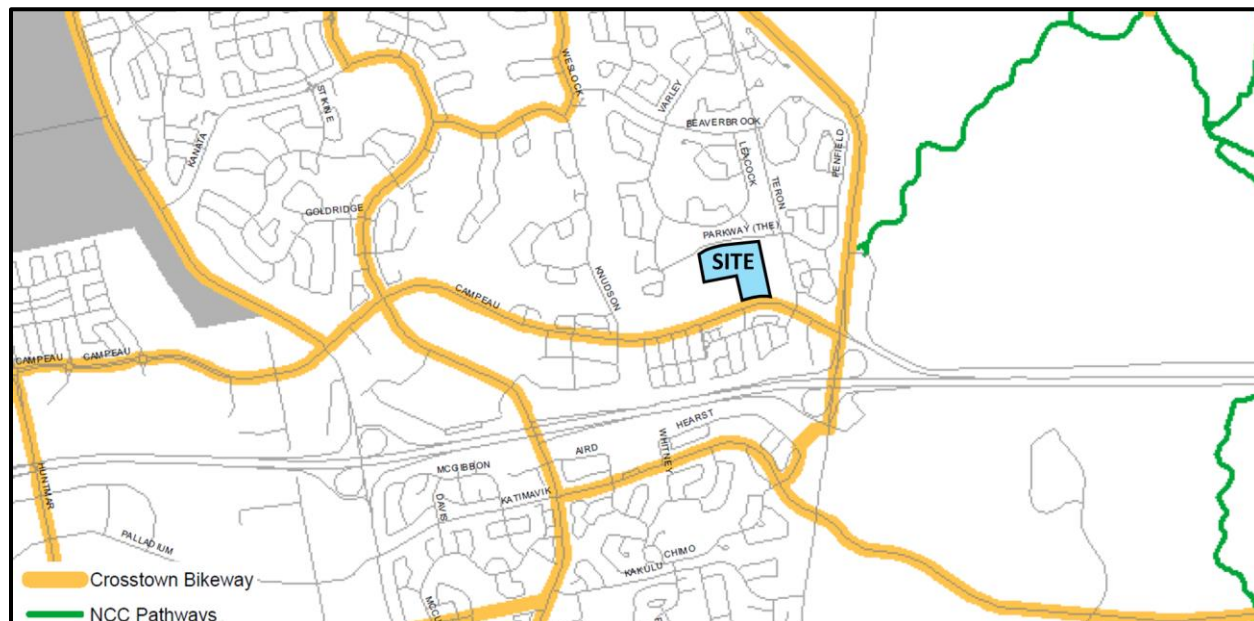 WESLOCK
VARLEY
STIKINE
BEAVERBROOK
KANATA
LEACOCK
PENFIELD
TERON
GOLDRIDGE
PARKWAY (THE)
SITE
KNUDSON
CAMPEAU
CAMPEAU
CAMPEAU
HEARST
WHITNEY
AIRD
MCGIBBON
HUNTMAR
KATIMAVIK
DAVIS
PALLADIUM
CHIMO
KAKULU
Crosstown Bikeway
NCC Pathways